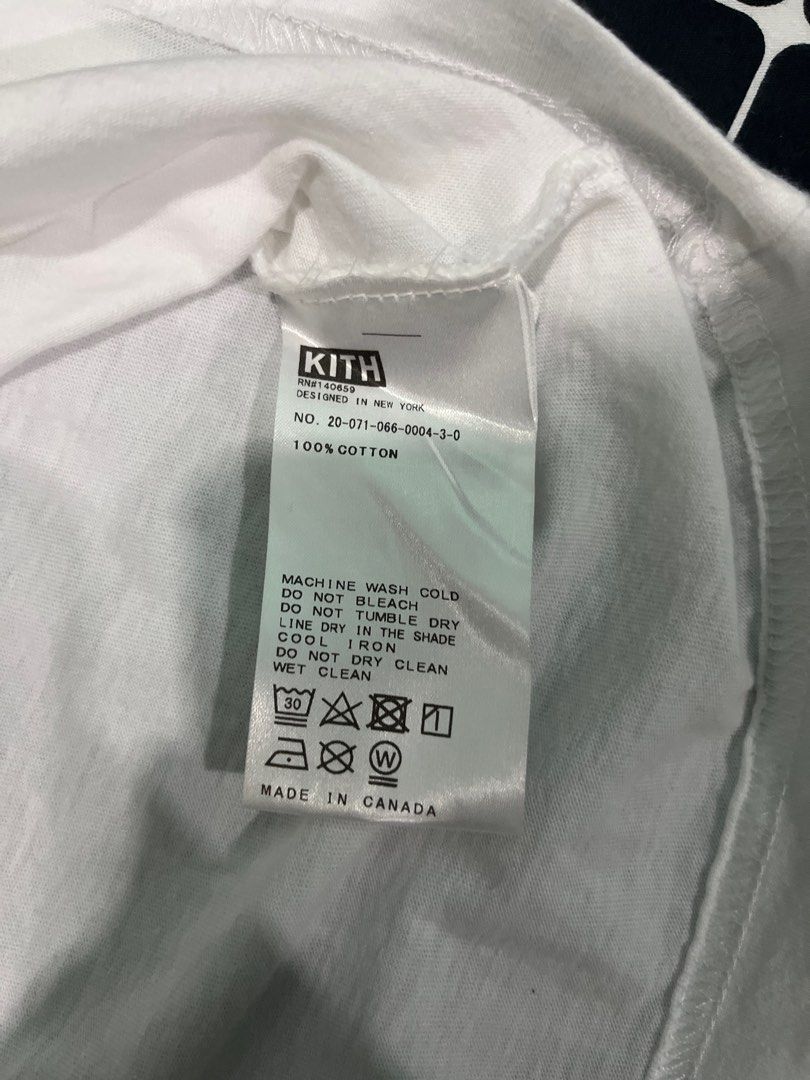 KITH
RN#140659
DESIGNED IN NEW YORK
NO. 20-071-066-0004-3-0
100% COTTON
MACHINE WASH COLD
DO NOT BLEACH
DO NOT TUMBLE DRY
LINE DRY IN THE SHADE
COOL IRON
DO NOT DRY CLEAN
WET CLEAN
30
W
MADE IN CANADA